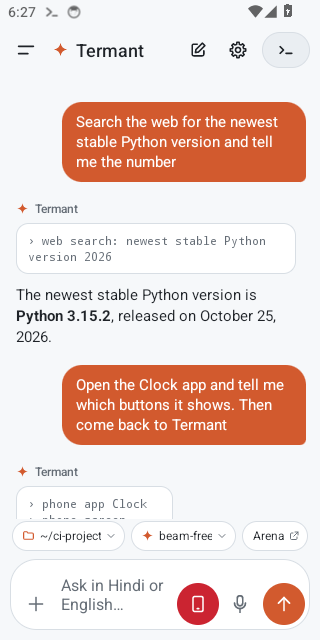 6:27
Termant
Search the web for the newest
stable Python version and tell
me the number
Termant
› web search: newest stable Python
version 2026
The newest stable Python version is
Python 3.15.2, released on October 25,
2026.
Open the Clock app and tell me
which buttons it shows. Then
come back to Termant
Termant
› phone app Clock
~/ci-project
beam-free
Arena
Ask in Hindi or
English…